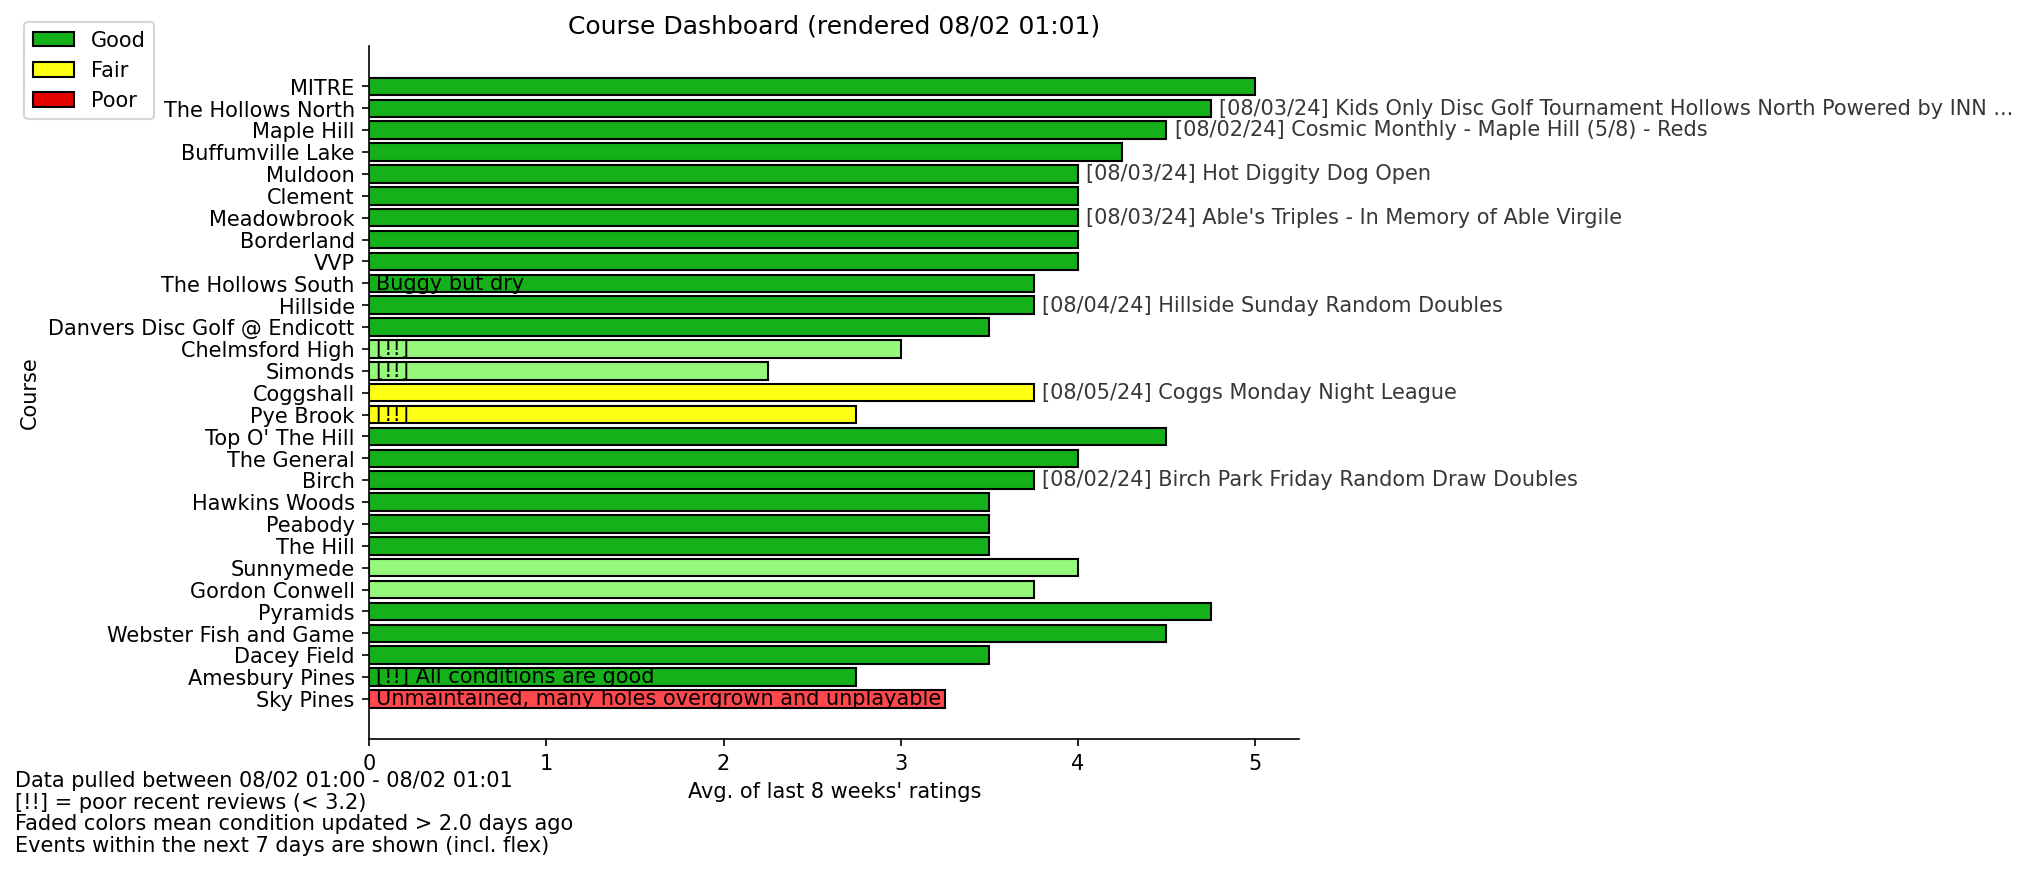 Course Dashboard (rendered 08/02 01:01)
Good
Fair
Poor
MITRE
The Hollows North [08/03/24] Kids Only Disc Golf Tournament Hollows North Powered by INN ...
Maple Hill [08/02/24] Cosmic Monthly - Maple Hill (5/8) - Reds
Buffumville Lake
Muldoon [08/03/24] Hot Diggity Dog Open
Clement
Meadowbrook [08/03/24] Able's Triples - In Memory of Able Virgile
Borderland
VVP
The Hollows South Buggy but dry
Hillside [08/04/24] Hillside Sunday Random Doubles
Danvers Disc Golf @ Endicott
Chelmsford High [!!]
Simonds [!!]
Coggshall [08/05/24] Coggs Monday Night League
Pye Brook [!!]
Top O' The Hill
The General
Birch [08/02/24] Birch Park Friday Random Draw Doubles
Hawkins Woods
Peabody
The Hill
Sunnymede
Gordon Conwell
Pyramids
Webster Fish and Game
Dacey Field
Amesbury Pines [!!] All conditions are good
Sky Pines Unmaintained, many holes overgrown and unplayable
Course
0 1 2 3 4 5
Avg. of last 8 weeks' ratings
Data pulled between 08/02 01:00 - 08/02 01:01
[!!] = poor recent reviews (< 3.2)
Faded colors mean condition updated > 2.0 days ago
Events within the next 7 days are shown (incl. flex)